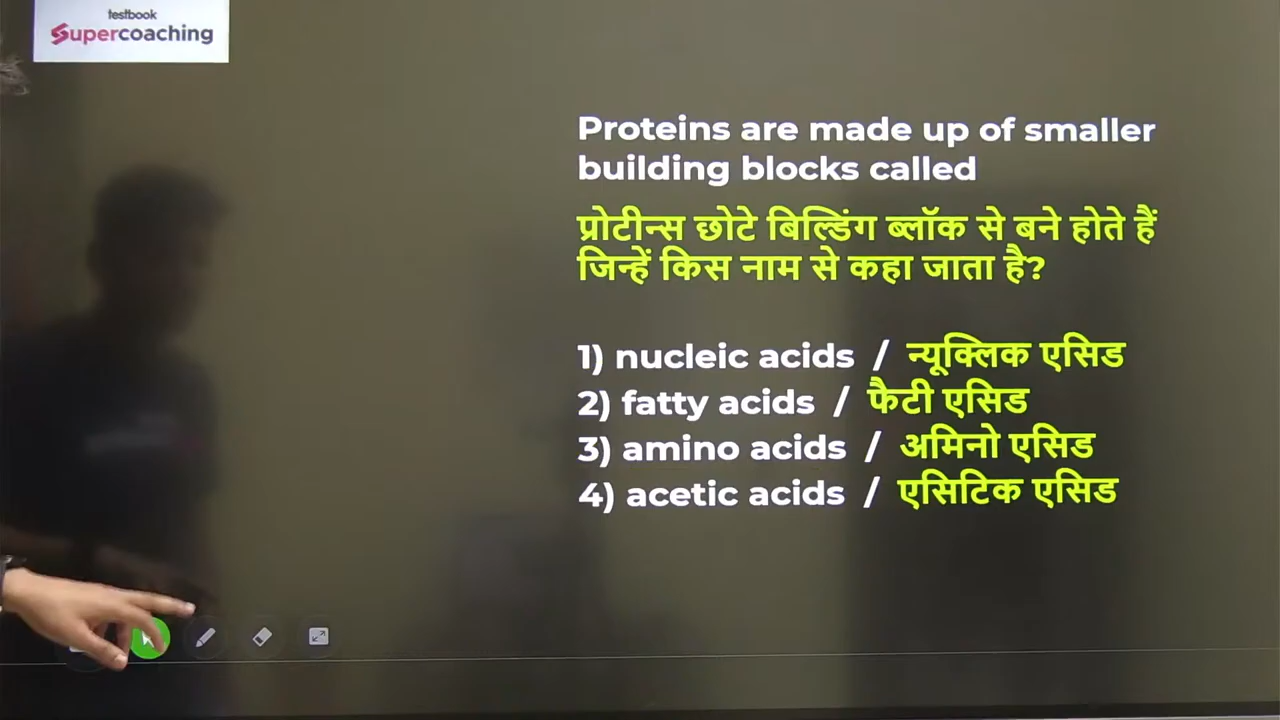 testbook
Supercoaching
Proteins are made up of smaller
building blocks called
प्रोटीन्स छोटे बिल्डिंग ब्लॉक से बने होते हैं
जिन्हें किस नाम से कहा जाता है?
1) nucleic acids / न्यूक्लिक एसिड
2) fatty acids / फैटी एसिड
3) amino acids / अमिनो एसिड
4) acetic acids / एसिटिक एसिड